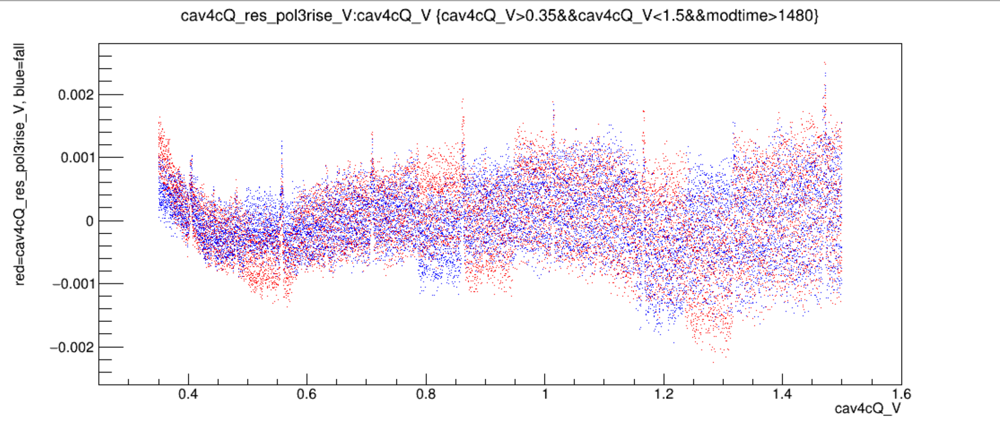 cav4cQ_res_pol3rise_V:cav4cQ_V {cav4cQ_V>0.35&&cav4cQ_V<1.5&&modtime>1480}
red=cav4cQ_res_pol3rise_V, blue=fall
0.002
0.001
0
−0.001
−0.002
0.4 0.6 0.8 1 1.2 1.4 1.6
cav4cQ_V